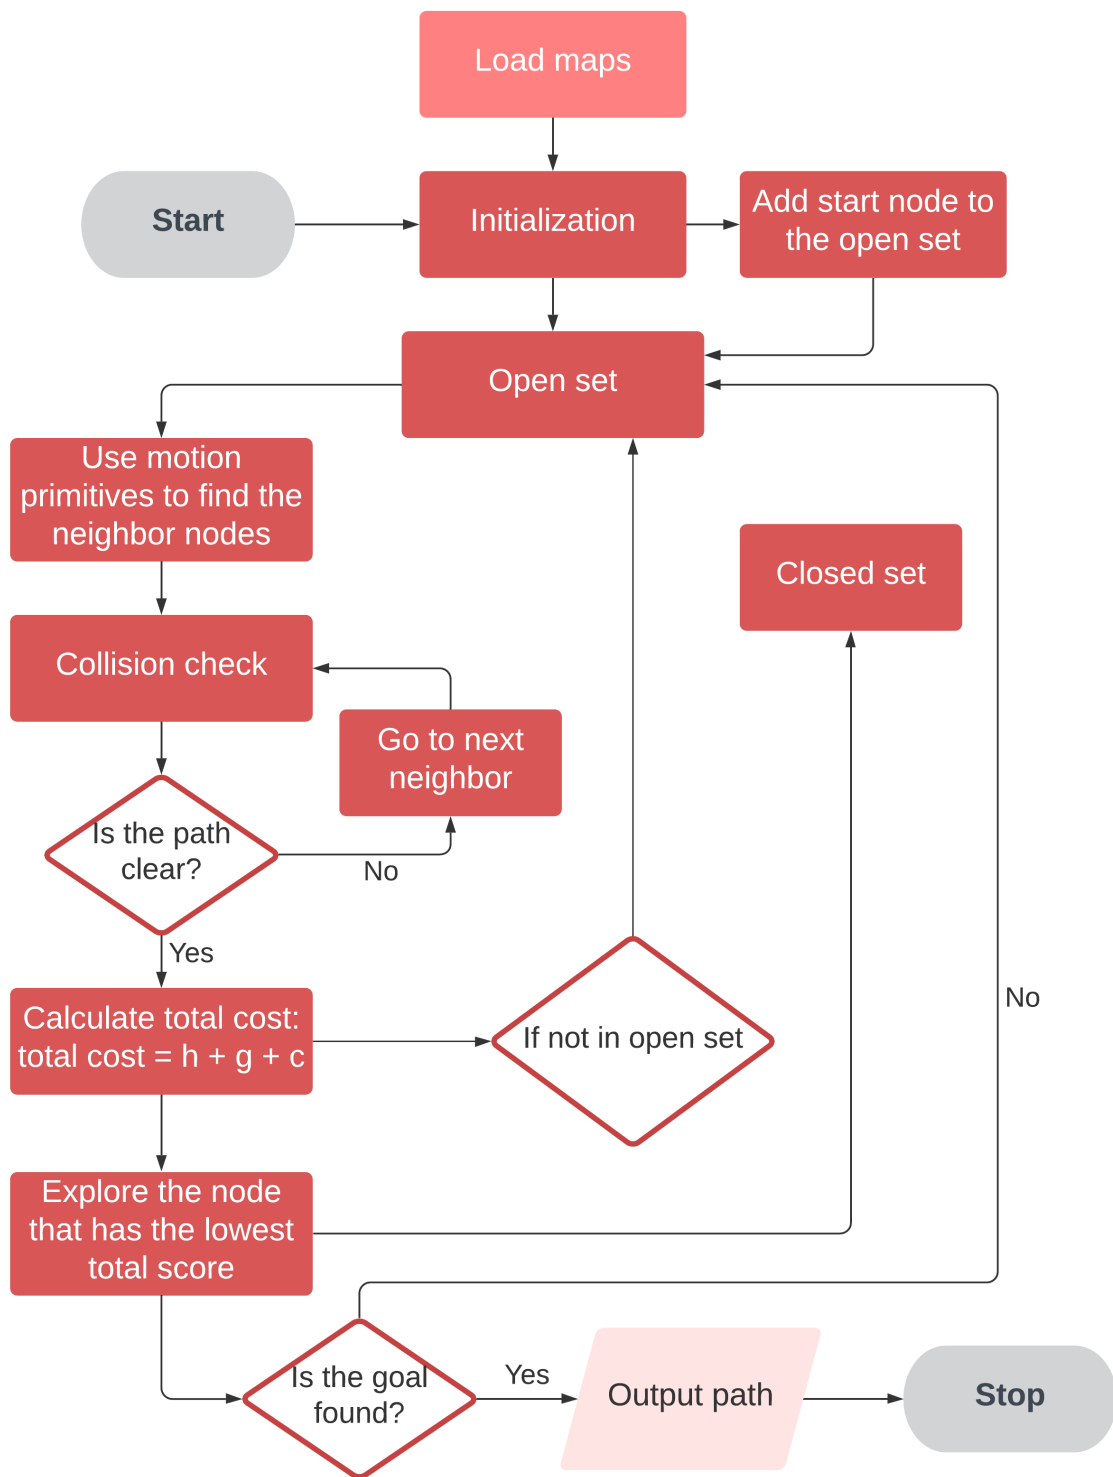 Load maps
Start
Initialization
Add start node to
the open set
Open set
Use motion
primitives to find the
neighbor nodes
Closed set
Collision check
Go to next
neighbor
Is the path
clear?
No
Yes
Calculate total cost:
total cost = h + g + c
If not in open set
No
Explore the node
that has the lowest
total score
Is the goal
found?
Yes
Output path
Stop